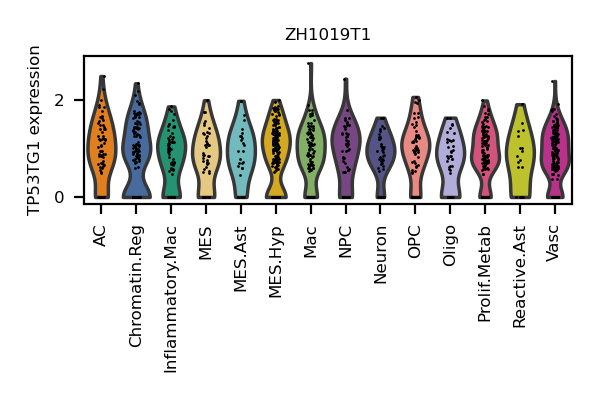 ZH1019T1
TP53TG1 expression
2
0
AC
Chromatin.Reg
Inflammatory.Mac
MES
MES.Ast
MES.Hyp
Mac
NPC
Neuron
OPC
Oligo
Prolif.Metab
Reactive.Ast
Vasc